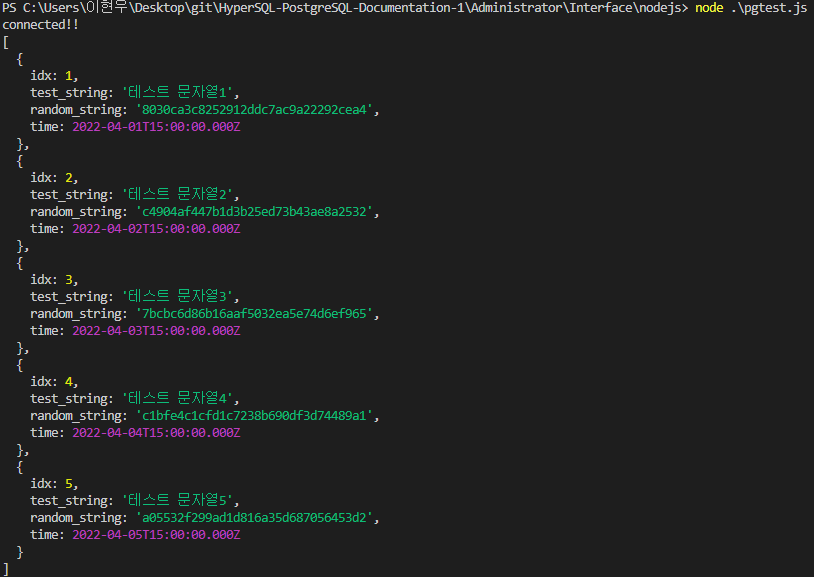 PS C:\Users\이현우\Desktop\git\HyperSQL-PostgreSQL-Documentation-1\Administrator\Interface\nodejs> node .\pgtest.js
connected!!
[
  {
    idx: 1,
    test_string: '테스트 문자열1',
    random_string: '8030ca3c8252912ddc7ac9a22292cea4',
    time: 2022-04-01T15:00:00.000Z
  },
  {
    idx: 2,
    test_string: '테스트 문자열2',
    random_string: 'c4904af447b1d3b25ed73b43ae8a2532',
    time: 2022-04-02T15:00:00.000Z
  },
  {
    idx: 3,
    test_string: '테스트 문자열3',
    random_string: '7bcbc6d86b16aaf5032ea5e74d6ef965',
    time: 2022-04-03T15:00:00.000Z
  },
  {
    idx: 4,
    test_string: '테스트 문자열4',
    random_string: 'c1bfe4c1cfd1c7238b690df3d74489a1',
    time: 2022-04-04T15:00:00.000Z
  },
  {
    idx: 5,
    test_string: '테스트 문자열5',
    random_string: 'a05532f299ad1d816a35d687056453d2',
    time: 2022-04-05T15:00:00.000Z
  }
]